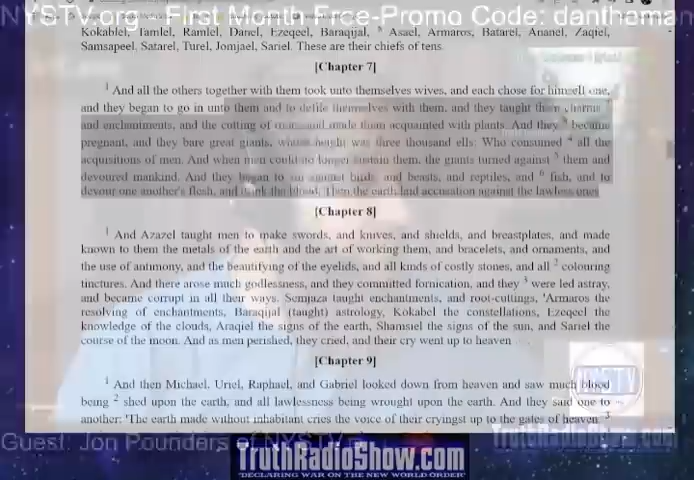 NYSTV.org - First Month Free-Promo Code: dantheman
Kokablel, Tamlel, Ramlel, Danel, Ezeqeel, Baraqijal, 8 Asael, Armaros, Batarel, Ananel, Zaqiel,
Samsapeel, Satarel, Turel, Jomjael, Sariel. These are their chiefs of tens.
[Chapter 7]
1 And all the others together with them took unto themselves wives, and each chose for himself one,
and they began to go in unto them and to defile themselves with them, and they taught them charms 2
and enchantments, and the cutting of roots, and made them acquainted with plants. And they 3 became
pregnant, and they bare great giants, whose height was three thousand ells: Who consumed 4 all the
acquisitions of men. And when men could no longer sustain them, the giants turned against 5 them and
devoured mankind. And they began to sin against birds, and beasts, and reptiles, and 6 fish, and to
devour one another's flesh, and drink the blood. Then the earth laid accusation against the lawless ones.
[Chapter 8]
1 And Azazel taught men to make swords, and knives, and shields, and breastplates, and made
known to them the metals of the earth and the art of working them, and bracelets, and ornaments, and
the use of antimony, and the beautifying of the eyelids, and all kinds of costly stones, and all 2 colouring
tinctures. And there arose much godlessness, and they committed fornication, and they 3 were led astray,
and became corrupt in all their ways. Semjaza taught enchantments, and root-cuttings, 'Armaros the
resolving of enchantments, Baraqijal (taught) astrology, Kokabel the constellations, Ezeqeel the
knowledge of the clouds, Araqiel the signs of the earth, Shamsiel the signs of the sun, and Sariel the
course of the moon. And as men perished, they cried, and their cry went up to heaven
[Chapter 9]
1 And then Michael, Uriel, Raphael, and Gabriel looked down from heaven and saw much blood
being 2 shed upon the earth, and all lawlessness being wrought upon the earth. And they said one to
another: 'The earth made without inhabitant cries the voice of their cryingst up to the gates of heaven. 3
NYSTV
Guest: Jon Pounders of NYSTV
TruthRadioShow.com
TruthRadioShow.com
"DECLARING WAR ON THE NEW WORLD ORDER"